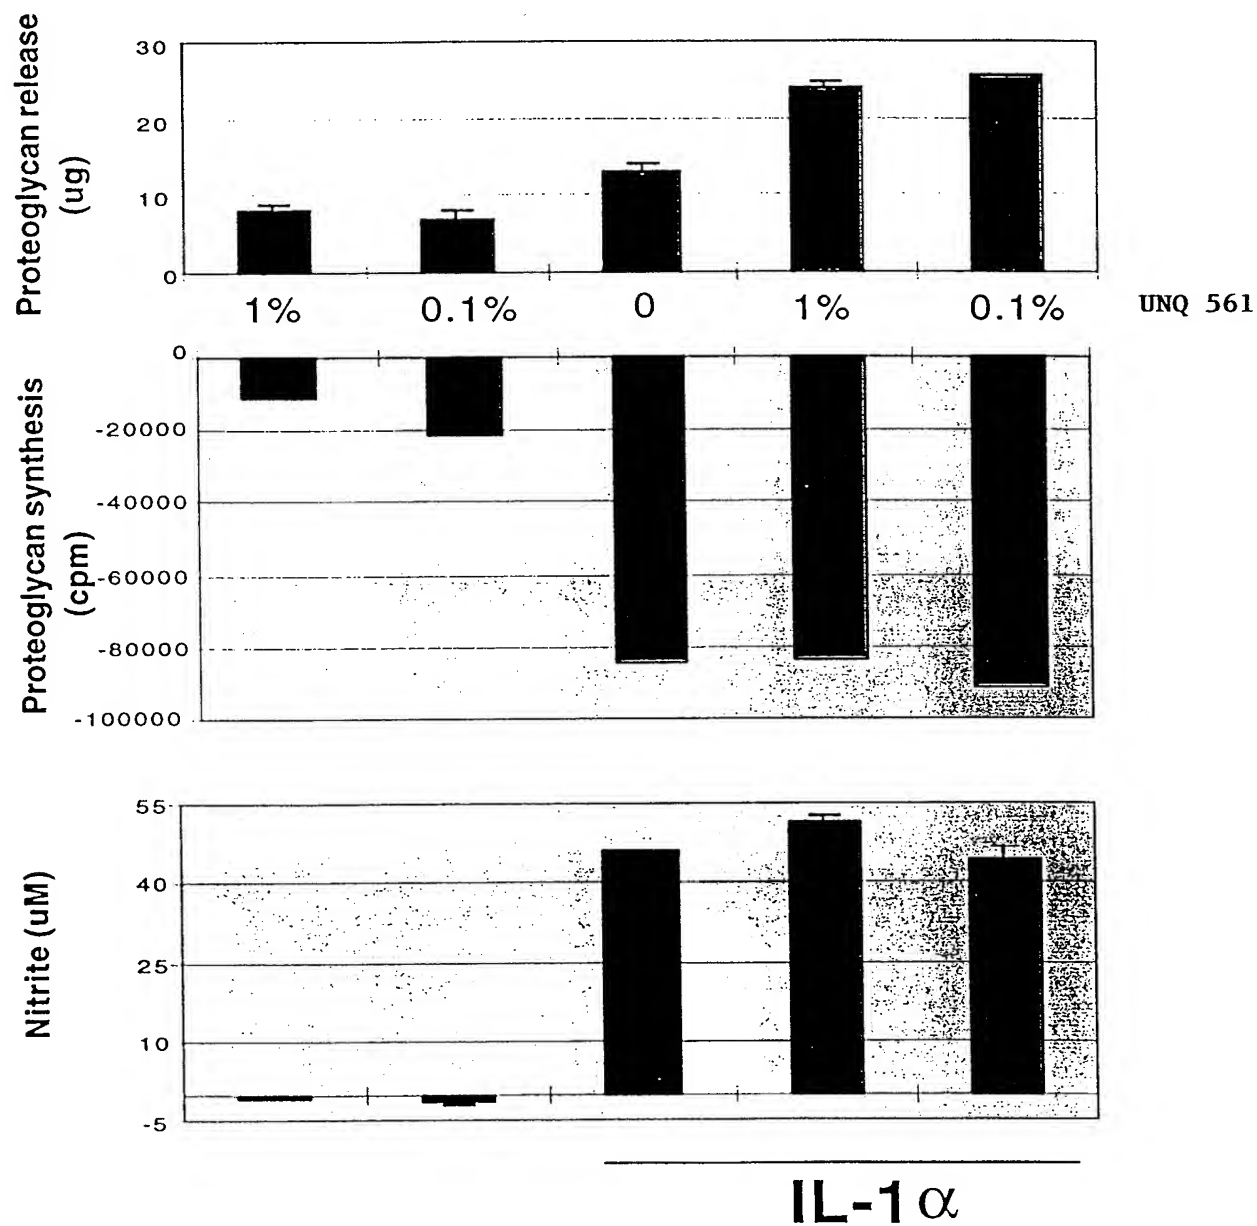 Proteoglycan release
(ug)
30
20
10
0
1% 0.1% 0 1% 0.1% UNQ 561
Proteoglycan synthesis
(cpm)
0
-20000
-40000
-60000
-80000
-100000
Nitrite (uM)
55
40
25
10
-5
IL-1 α